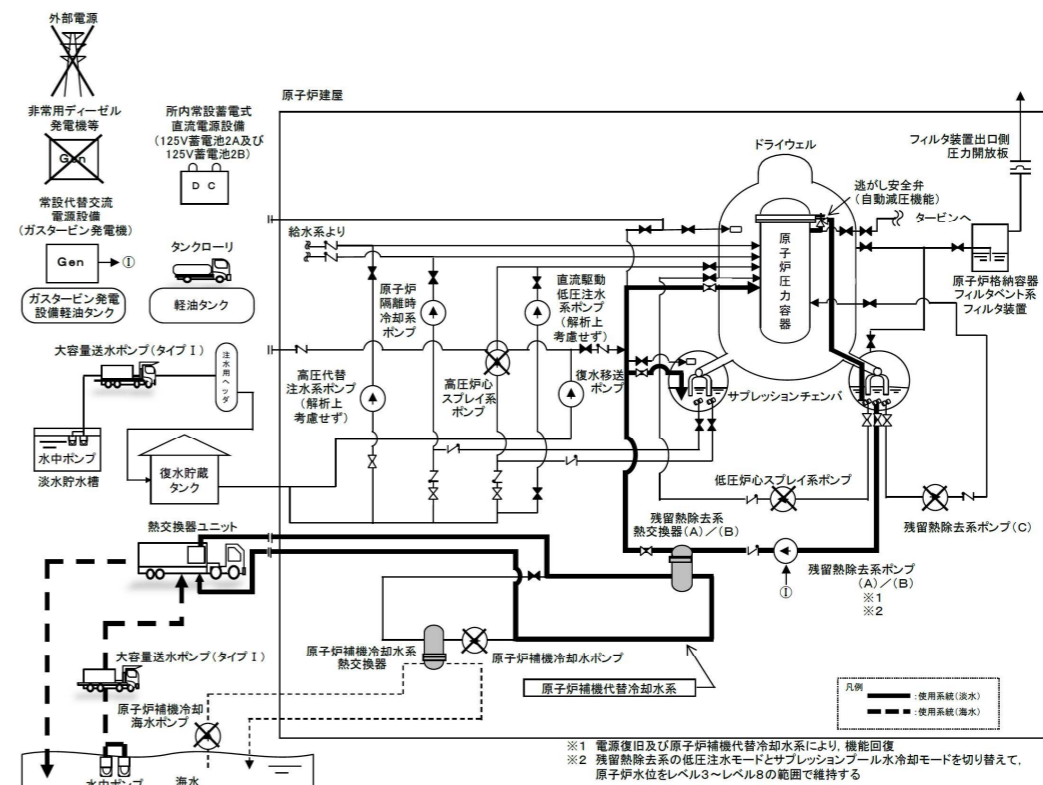 外部電源
非常用ディーゼル
発電機等
Gen
所内常設蓄電式
直流電源設備
(125V蓄電池2A及び
125V蓄電池2B)
D C
常設代替交流
電源設備
(ガスタービン発電機)
Gen
Ⓘ
ガスタービン発電
設備軽油タンク
タンクローリ
軽油タンク
大容量送水ポンプ(タイプⅠ)
注水用ヘッダ
水中ポンプ
淡水貯水槽
復水貯蔵
タンク
原子炉建屋
給水系より
原子炉
隔離時
冷却系
ポンプ
高圧代替
注水系ポンプ
(解析上
考慮せず)
高圧炉心
スプレイ系
ポンプ
直流駆動
低圧注水
系ポンプ
(解析上
考慮せず)
復水移送
ポンプ
ドライウェル
原子炉圧力容器
逃がし安全弁
(自動減圧機能)
タービンへ
フィルタ装置出口側
圧力開放板
原子炉格納容器
フィルタベント系
フィルタ装置
サプレッションチェンバ
低圧炉心スプレイ系ポンプ
残留熱除去系ポンプ(C)
残留熱除去系
熱交換器(A)/(B)
残留熱除去系ポンプ
(A)/(B)
※1
※2
Ⓘ
熱交換器ユニット
大容量送水ポンプ(タイプⅠ)
原子炉補機冷却
海水ポンプ
水中ポンプ
海水
原子炉補機冷却水系
熱交換器
原子炉補機冷却水ポンプ
原子炉補機代替冷却水系
凡例
:使用系統(淡水)
:使用系統(海水)
※1 電源復旧及び原子炉補機代替冷却水系により,機能回復
※2 残留熱除去系の低圧注水モードとサプレッションプール水冷却モードを切り替えて,
原子炉水位をレベル3~レベル8の範囲で維持する